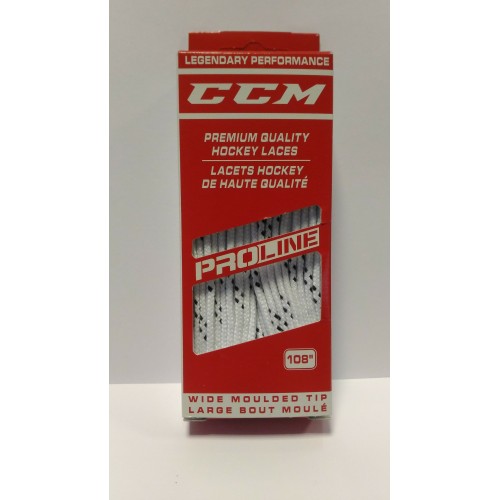 LEGENDARY PERFORMANCE
CCM
PREMIUM QUALITY
HOCKEY LACES
LACETS HOCKEY
DE HAUTE QUALITÉ
PROLINE
108"
WIDE MOULDED TIP
LARGE BOUT MOULÉ